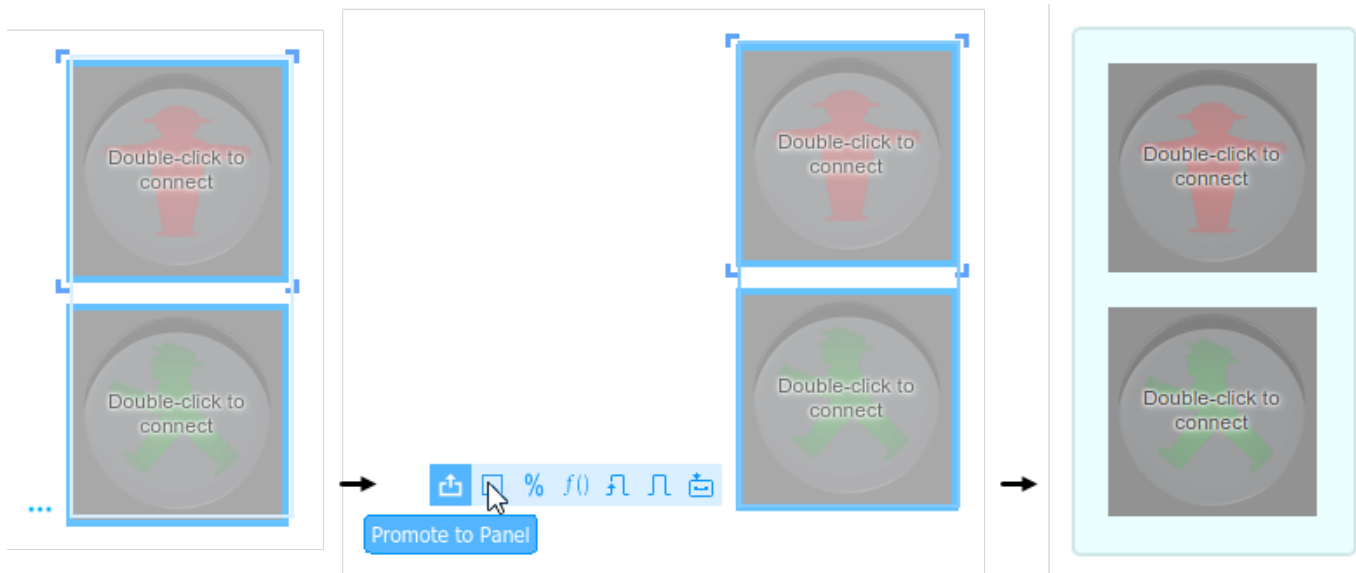 Double-click to
connect
Double-click to
connect
...
Double-click to
connect
Double-click to
connect
% f()
Promote to Panel
Double-click to
connect
Double-click to
connect